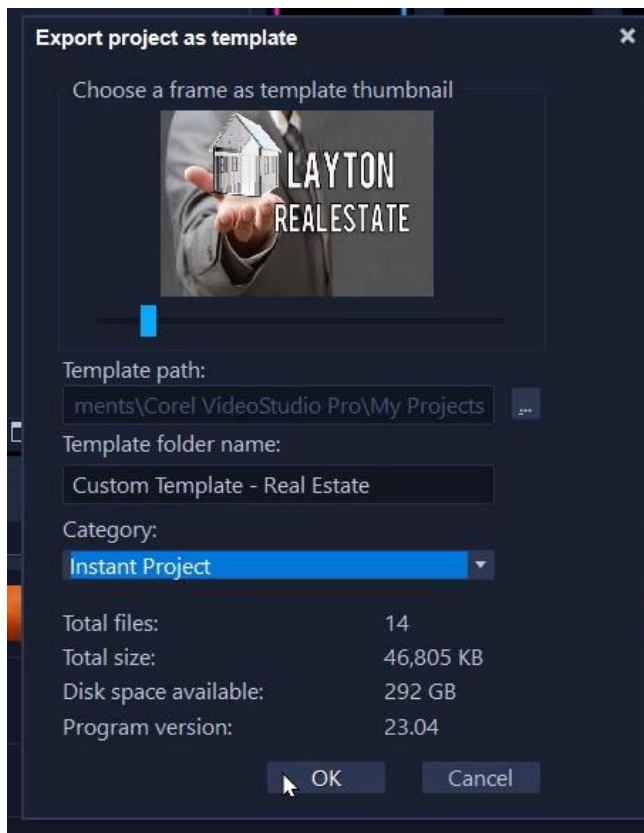 Export project as template
Choose a frame as template thumbnail
LAYTON
REALESTATE
Template path:
ments\Corel VideoStudio Pro\My Projects
...
Template folder name:
Custom Template - Real Estate
Category:
Instant Project
Total files: 14
Total size: 46,805 KB
Disk space available: 292 GB
Program version: 23.04
OK Cancel